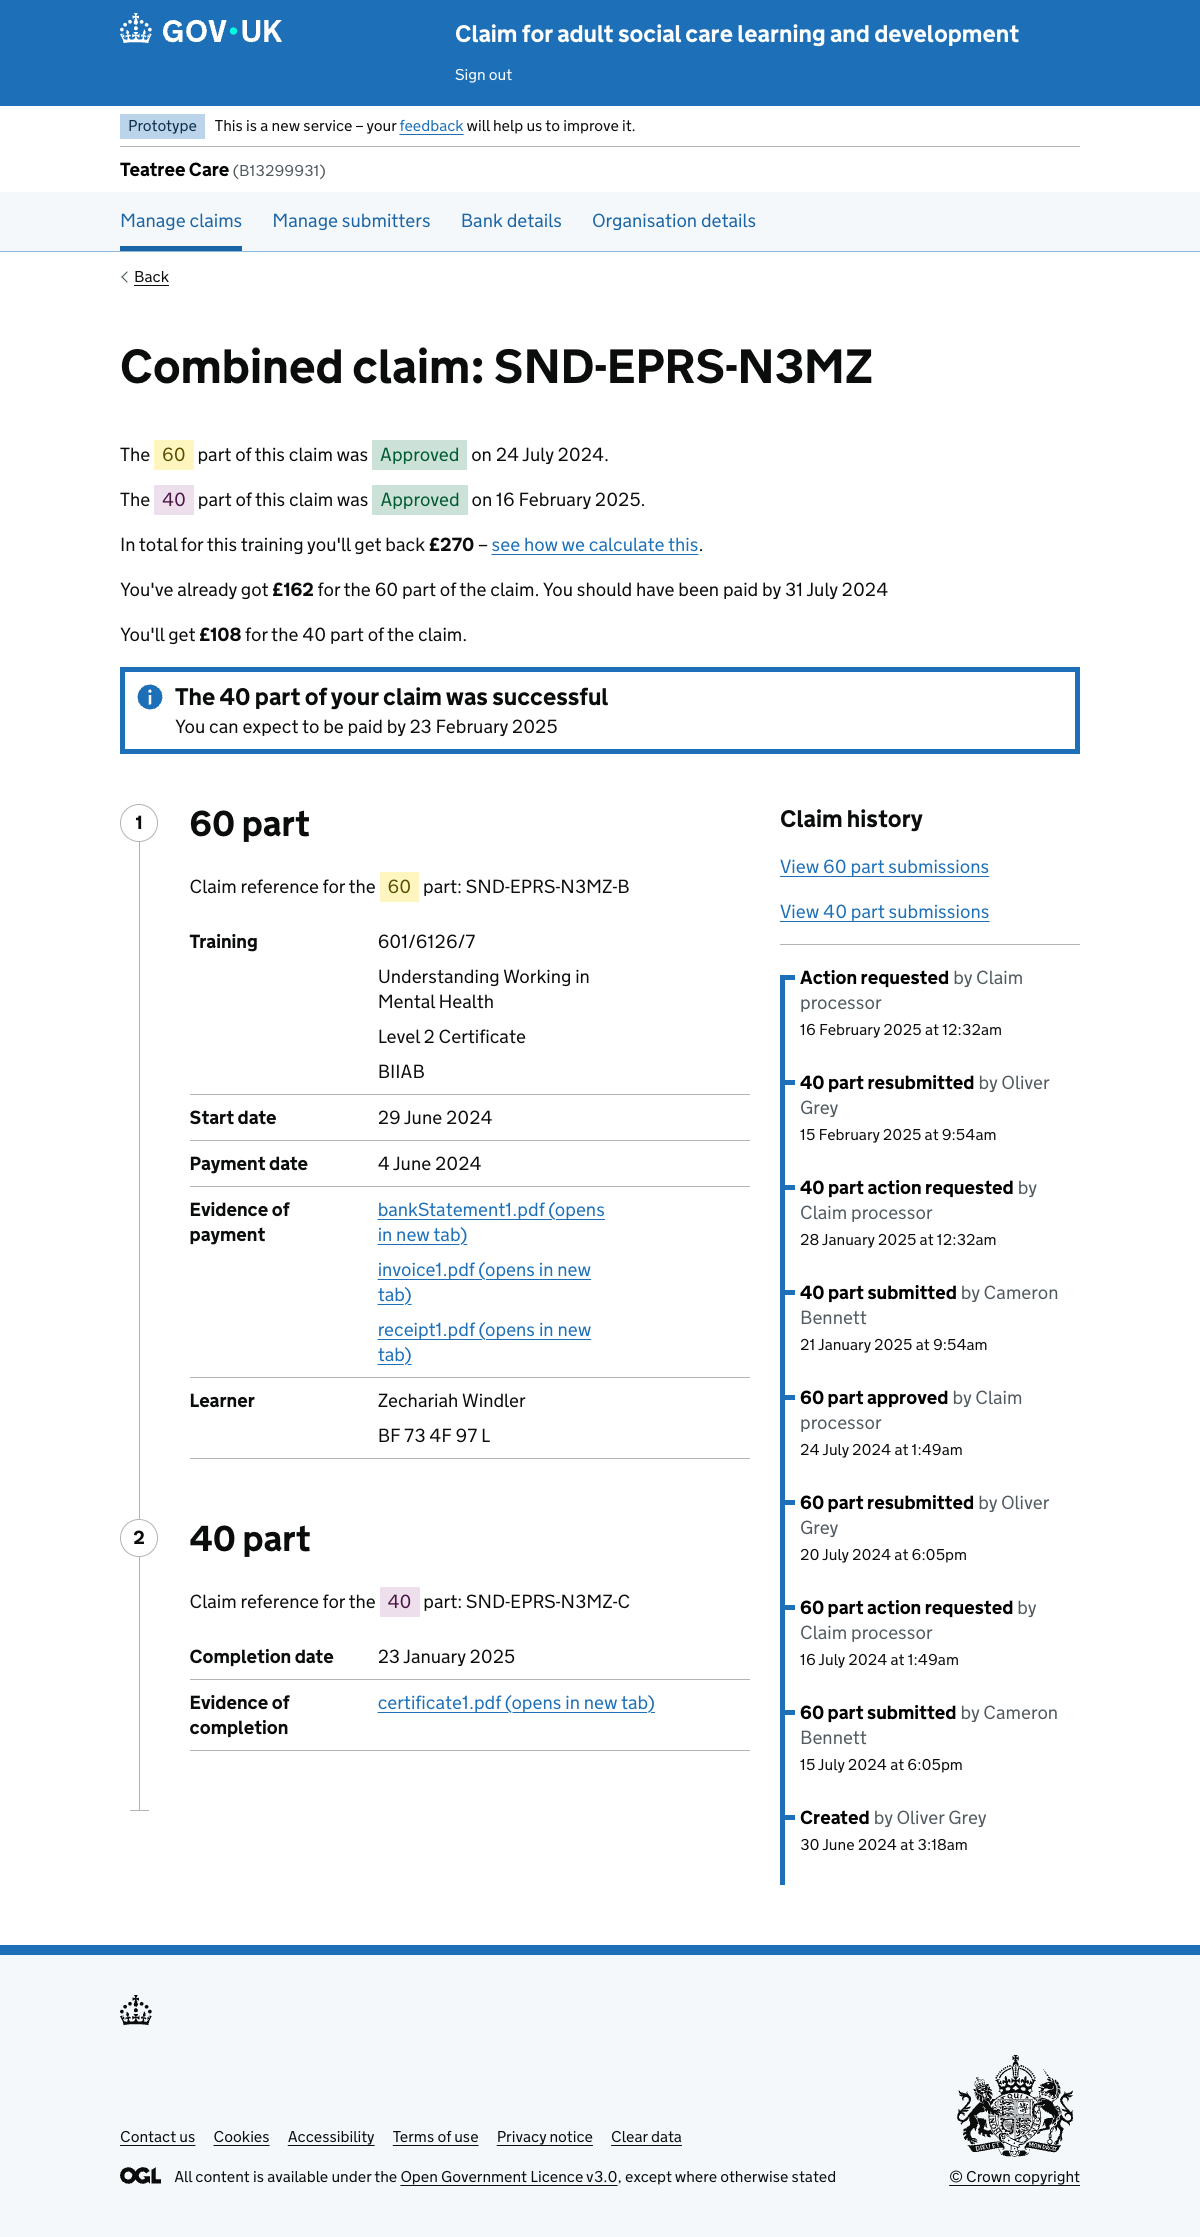 GOV·UK
Claim for adult social care learning and development
Sign out
Prototype This is a new service – your feedback will help us to improve it.
Teatree Care (B13299931)
Manage claims Manage submitters Bank details Organisation details
Back
Combined claim: SND-EPRS-N3MZ
The 60 part of this claim was Approved on 24 July 2024.
The 40 part of this claim was Approved on 16 February 2025.
In total for this training you'll get back £270 – see how we calculate this.
You've already got £162 for the 60 part of the claim. You should have been paid by 31 July 2024
You'll get £108 for the 40 part of the claim.
The 40 part of your claim was successful
You can expect to be paid by 23 February 2025
1
60 part
Claim reference for the 60 part: SND-EPRS-N3MZ-B
Training 601/6126/7
Understanding Working in
Mental Health
Level 2 Certificate
BIIAB
Start date 29 June 2024
Payment date 4 June 2024
Evidence of bankStatement1.pdf (opens
payment in new tab)
invoice1.pdf (opens in new
tab)
receipt1.pdf (opens in new
tab)
Learner Zechariah Windler
BF 73 4F 97 L
2
40 part
Claim reference for the 40 part: SND-EPRS-N3MZ-C
Completion date 23 January 2025
Evidence of certificate1.pdf (opens in new tab)
completion
Claim history
View 60 part submissions
View 40 part submissions
Action requested by Claim
processor
16 February 2025 at 12:32am
40 part resubmitted by Oliver
Grey
15 February 2025 at 9:54am
40 part action requested by
Claim processor
28 January 2025 at 12:32am
40 part submitted by Cameron
Bennett
21 January 2025 at 9:54am
60 part approved by Claim
processor
24 July 2024 at 1:49am
60 part resubmitted by Oliver
Grey
20 July 2024 at 6:05pm
60 part action requested by
Claim processor
16 July 2024 at 1:49am
60 part submitted by Cameron
Bennett
15 July 2024 at 6:05pm
Created by Oliver Grey
30 June 2024 at 3:18am
Contact us Cookies Accessibility Terms of use Privacy notice Clear data
OGL All content is available under the Open Government Licence v3.0, except where otherwise stated
© Crown copyright